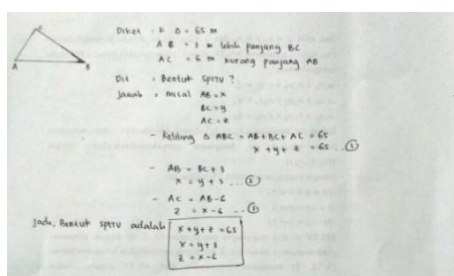 C
A
B
Diket : K Δ = 65 m
AB = 3 m lebih panjang BC
AC = 6 m kurang panjang AB
Dit : Bentuk SPLTV ?
Jawab : misal AB = x
BC = y
AC = z
- Keliling Δ ABC = AB + BC + AC = 65
x + y + z = 65 ... ①
- AB = BC + 3
x = y + 3 ... ②
- AC = AB - 6
z = x - 6 ... ③
Jadi, Bentuk SPLTV adalah
x + y + z = 65
x = y + 3
z = x - 6